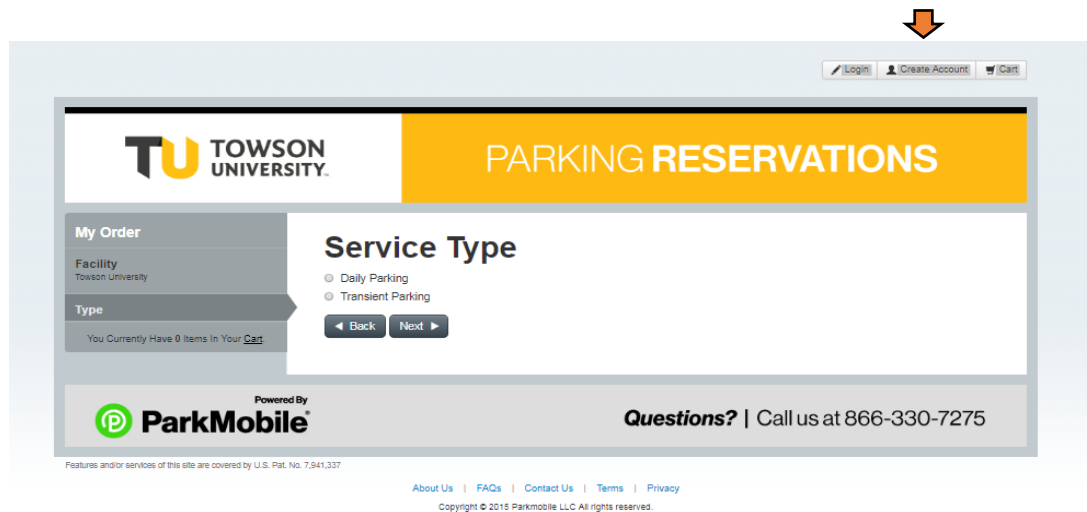 Login Create Account Cart
TU TOWSON
UNIVERSITY.
PARKING RESERVATIONS
My Order
Facility
Towson University
Type
You Currently Have 0 Items In Your Cart.
Service Type
Daily Parking
Transient Parking
◄ Back Next ►
Powered By
ParkMobile®
Questions? | Call us at 866-330-7275
Features and/or services of this site are covered by U.S. Pat. No. 7,941,337
About Us | FAQs | Contact Us | Terms | Privacy
Copyright © 2015 Parkmobile LLC All rights reserved.